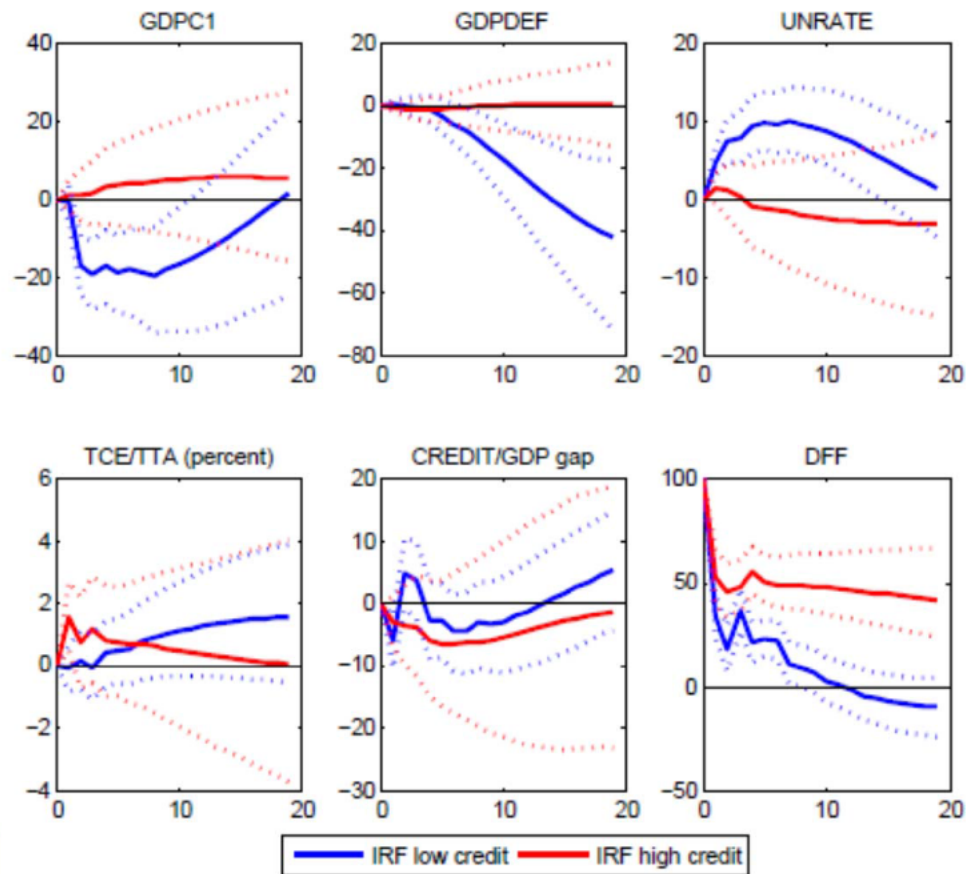 GDPC1 GDPDEF UNRATE
40 20 20
20 0 10
0 −20 0
−20 −40 −10
−40 −60 −20
−80
0 10 20 0 10 20 0 10 20
TCE/TTA (percent) CREDIT/GDP gap DFF
6 20 100
4 10 50
2 0 0
0 −10 −50
−2 −20
−4 −30
0 10 20 0 10 20 0 10 20
IRF low credit IRF high credit